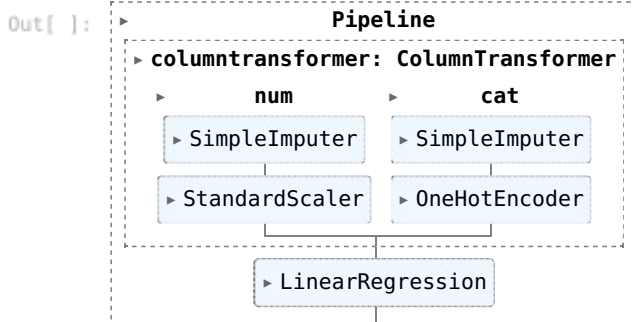 Out[ ]:
Pipeline
columntransformer: ColumnTransformer
num cat
SimpleImputer SimpleImputer
StandardScaler OneHotEncoder
LinearRegression